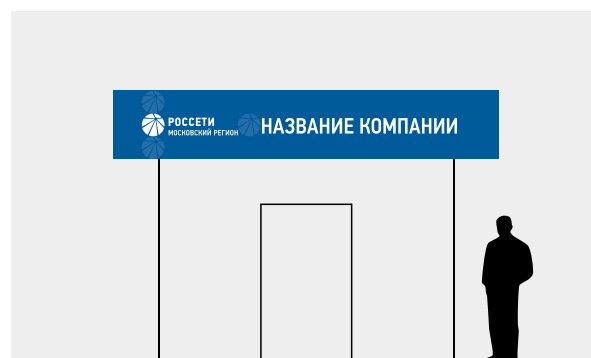 РОССЕТИ
МОСКОВСКИЙ РЕГИОН
НАЗВАНИЕ КОМПАНИИ